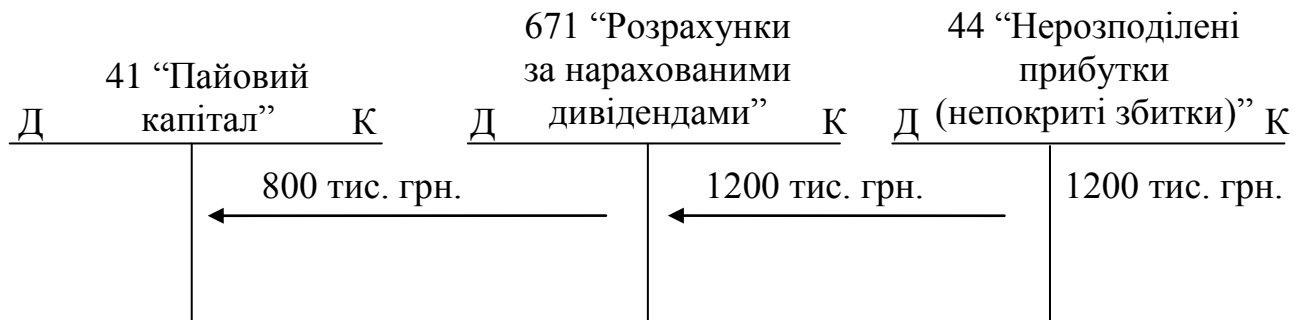 41 “Пайовий
капітал”
Д К
671 “Розрахунки
за нарахованими
дивідендами”
Д К
44 “Нерозподілені
прибутки
(непокриті збитки)”
Д К
800 тис. грн.
1200 тис. грн.
1200 тис. грн.